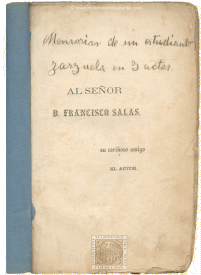 Memorias de un estudiante
zarzuela en 3 actos.
AL SEÑOR
D. FRANCISCO SALAS,
su cariñoso amigo
EL AUTOR.